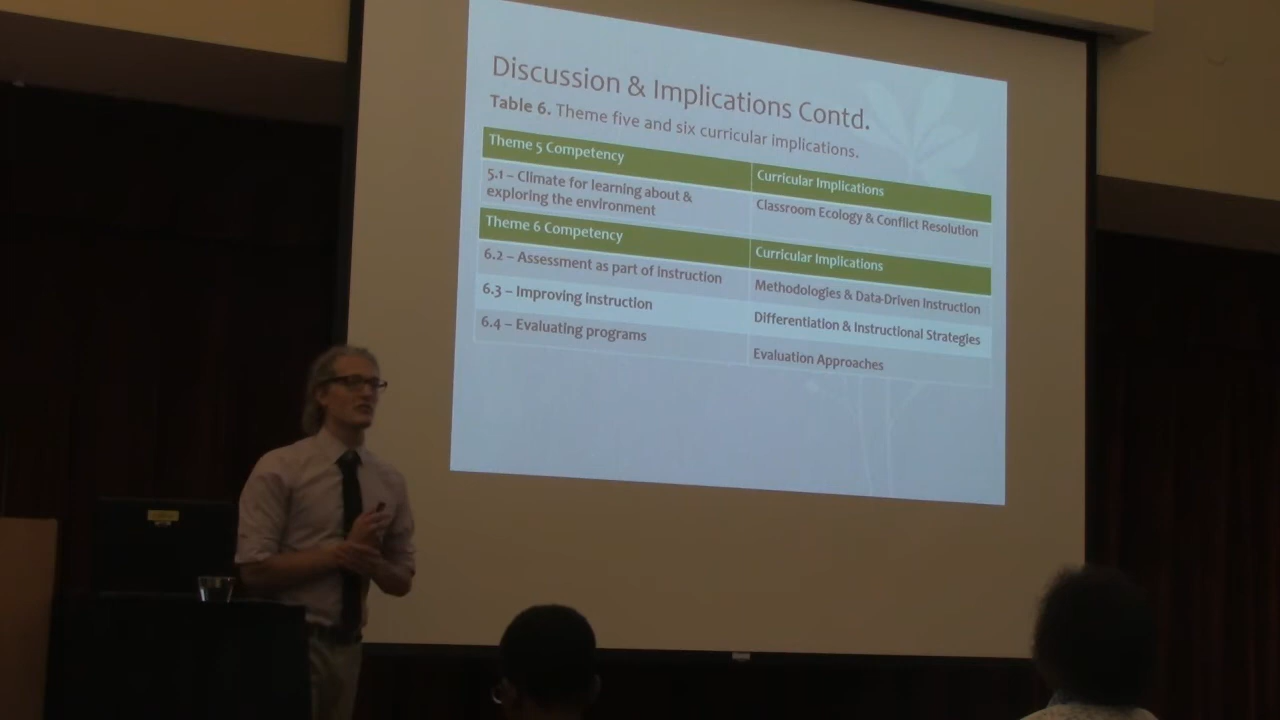 Discussion & Implications Contd.
Table 6. Theme five and six curricular implications.
Theme 5 Competency
Curricular Implications
5.1 – Climate for learning about &
exploring the environment
Classroom Ecology & Conflict Resolution
Theme 6 Competency
Curricular Implications
6.2 – Assessment as part of instruction
Methodologies & Data-Driven Instruction
6.3 – Improving Instruction
Differentiation & Instructional Strategies
6.4 – Evaluating programs
Evaluation Approaches